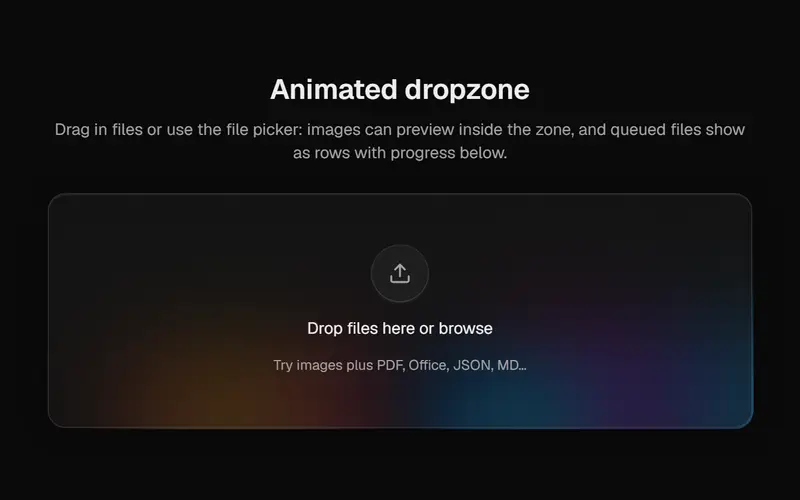 Animated dropzone
Drag in files or use the file picker: images can preview inside the zone, and queued files show
as rows with progress below.
Drop files here or browse
Try images plus PDF, Office, JSON, MD…